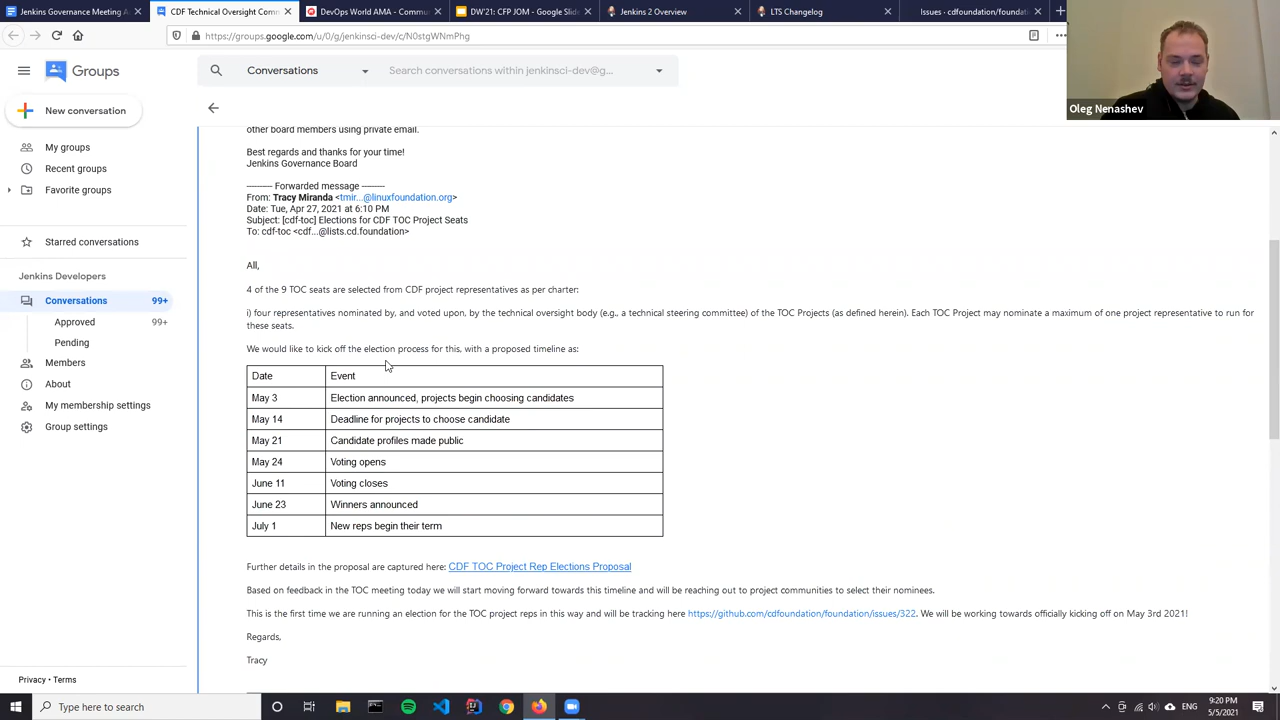 Jenkins Governance Meeting A
CDF Technical Oversight Comm
DevOps World AMA - Commu
DW'21: CFP JOM - Google Slide
Jenkins 2 Overview
LTS Changelog
Issues · cdfoundation/foundati
https://groups.google.com/u/0/g/jenkinsci-dev/c/N0stgWNmPhg
Groups
Conversations
Search conversations within jenkinsci-dev@g...
Oleg Nenashev
New conversation
My groups
Recent groups
Favorite groups
Starred conversations
Jenkins Developers
Conversations 99+
Approved 99+
Pending
Members
About
My membership settings
Group settings
Privacy • Terms
other board members using private email.
Best regards and thanks for your time!
Jenkins Governance Board
---------- Forwarded message ---------
From: Tracy Miranda <tmir...@linuxfoundation.org>
Date: Tue, Apr 27, 2021 at 6:10 PM
Subject: [cdf-toc] Elections for CDF TOC Project Seats
To: cdf-toc <cdf...@lists.cd.foundation>
All,
4 of the 9 TOC seats are selected from CDF project representatives as per charter:
i) four representatives nominated by, and voted upon, by the technical oversight body (e.g., a technical steering committee) of the TOC Projects (as defined herein). Each TOC Project may nominate a maximum of one project representative to run for
these seats.
We would like to kick off the election process for this, with a proposed timeline as:
Date Event
May 3 Election announced, projects begin choosing candidates
May 14 Deadline for projects to choose candidate
May 21 Candidate profiles made public
May 24 Voting opens
June 11 Voting closes
June 23 Winners announced
July 1 New reps begin their term
Further details in the proposal are captured here: CDF TOC Project Rep Elections Proposal
Based on feedback in the TOC meeting today we will start moving forward towards this timeline and will be reaching out to project communities to select their nominees.
This is the first time we are running an election for the TOC project reps in this way and will be tracking here https://github.com/cdfoundation/foundation/issues/322. We will be working towards officially kicking off on May 3rd 2021!
Regards,
Tracy
Type here to search
ENG
9:20 PM
5/5/2021